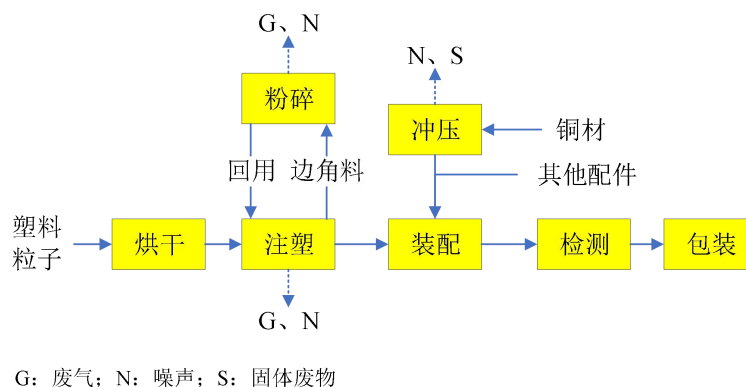 G、N
N、S
粉碎
冲压
铜材
回用
边角料
其他配件
塑料
粒子
烘干
注塑
装配
检测
包装
G、N
G：废气；N：噪声；S：固体废物